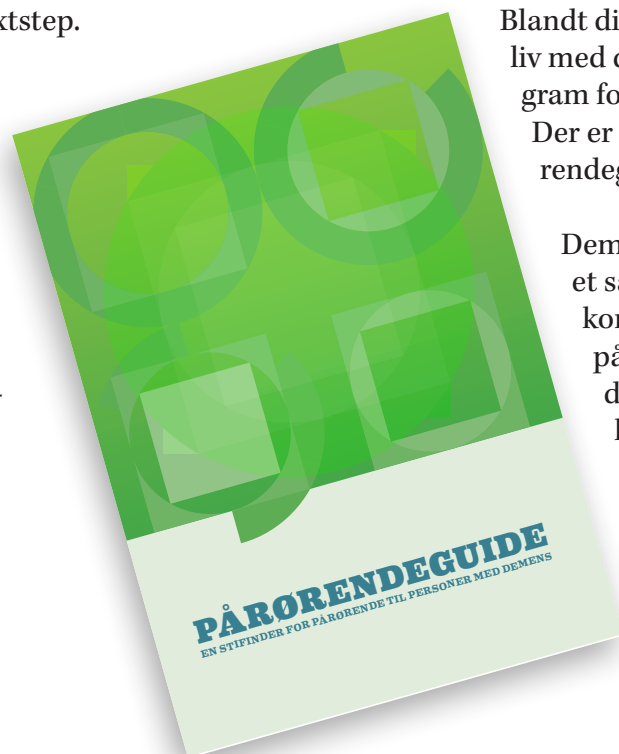 xtstep.
Blandt di
liv med
gram fo
Der er
rende
Dem
et sa
kon
på
d
PÅRØRENDEGUIDE
EN STIFINDER FOR PÅRØRENDE TIL PERSONER MED DEMENS